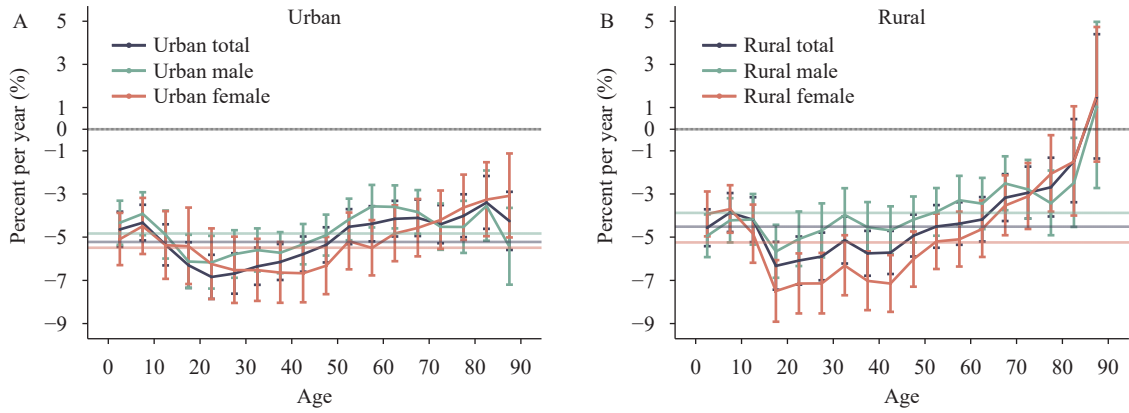 A
Urban
Urban total
Urban male
Urban female
Percent per year (%)
5
3
1
0
−1
−3
−5
−7
−9
0 10 20 30 40 50 60 70 80 90
Age
B
Rural
Rural total
Rural male
Rural female
Percent per year (%)
5
3
1
0
−1
−3
−5
−7
−9
0 10 20 30 40 50 60 70 80 90
Age